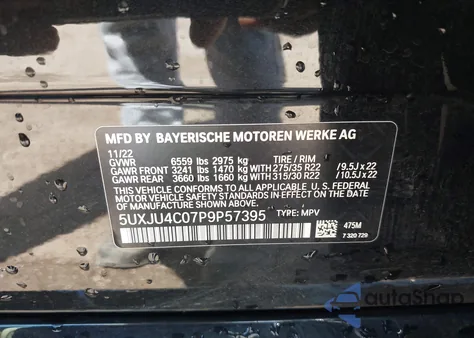 MFD BY BAYERISCHE MOTOREN WERKE AG
11/22
GVWR 6559 lbs 2975 kg TIRE / RIM
GAWR FRONT 3241 lbs 1470 kg WITH 275/35 R22 /9.5J x 22
GAWR REAR 3660 lbs 1660 kg WITH 315/30 R22 /10.5J x 22
THIS VEHICLE CONFORMS TO ALL APPLICABLE U. S. FEDERAL
MOTOR VEHICLE SAFETY STANDARDS IN EFFECT ON THE
DATE OF MANUFACTURE SHOWN ABOVE.
5UXJU4C07P9P57395 TYPE: MPV
475M
7 320 729
autoShap